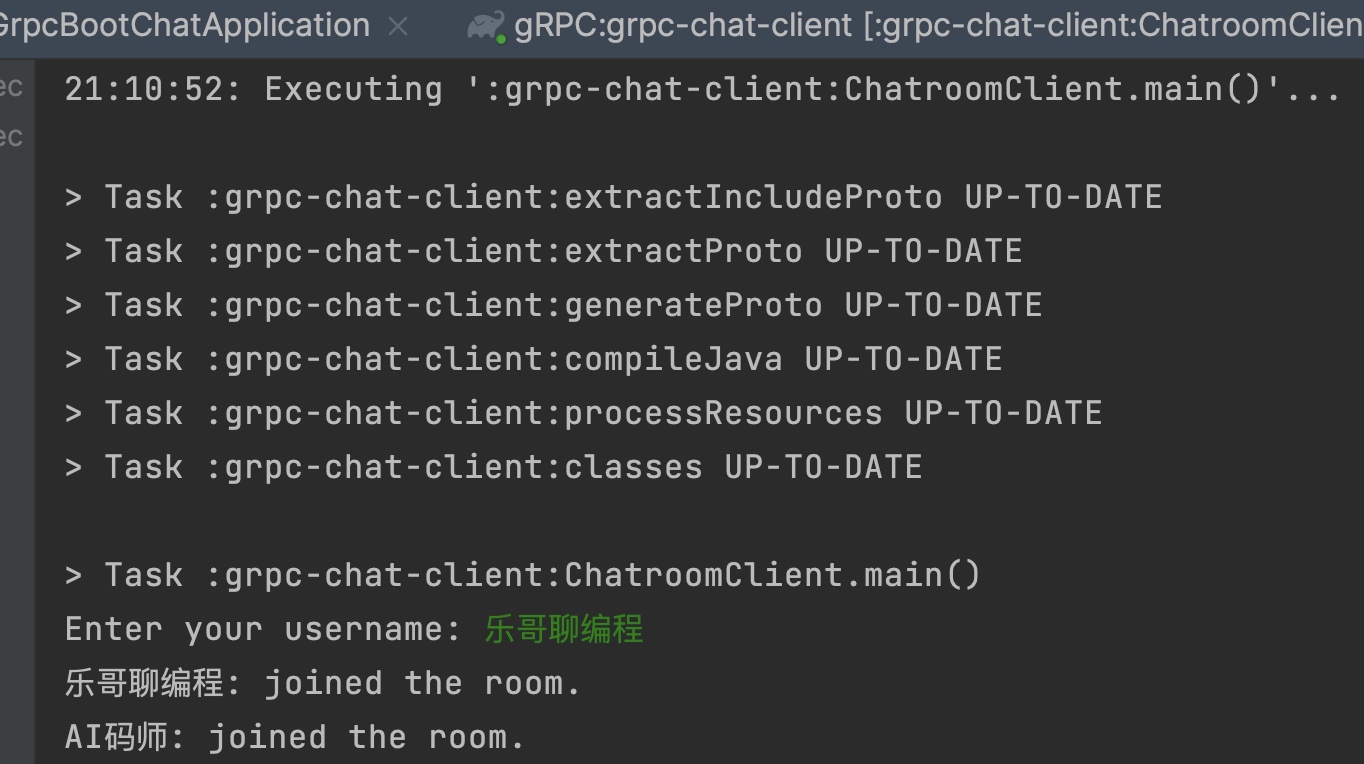 GrpcBootChatApplication × gRPC:grpc-chat-client [:grpc-chat-client:ChatroomClien
ec 21:10:52: Executing ':grpc-chat-client:ChatroomClient.main()'...
ec
> Task :grpc-chat-client:extractIncludeProto UP-TO-DATE
> Task :grpc-chat-client:extractProto UP-TO-DATE
> Task :grpc-chat-client:generateProto UP-TO-DATE
> Task :grpc-chat-client:compileJava UP-TO-DATE
> Task :grpc-chat-client:processResources UP-TO-DATE
> Task :grpc-chat-client:classes UP-TO-DATE
> Task :grpc-chat-client:ChatroomClient.main()
Enter your username: 乐哥聊编程
乐哥聊编程: joined the room.
AI码师: joined the room.